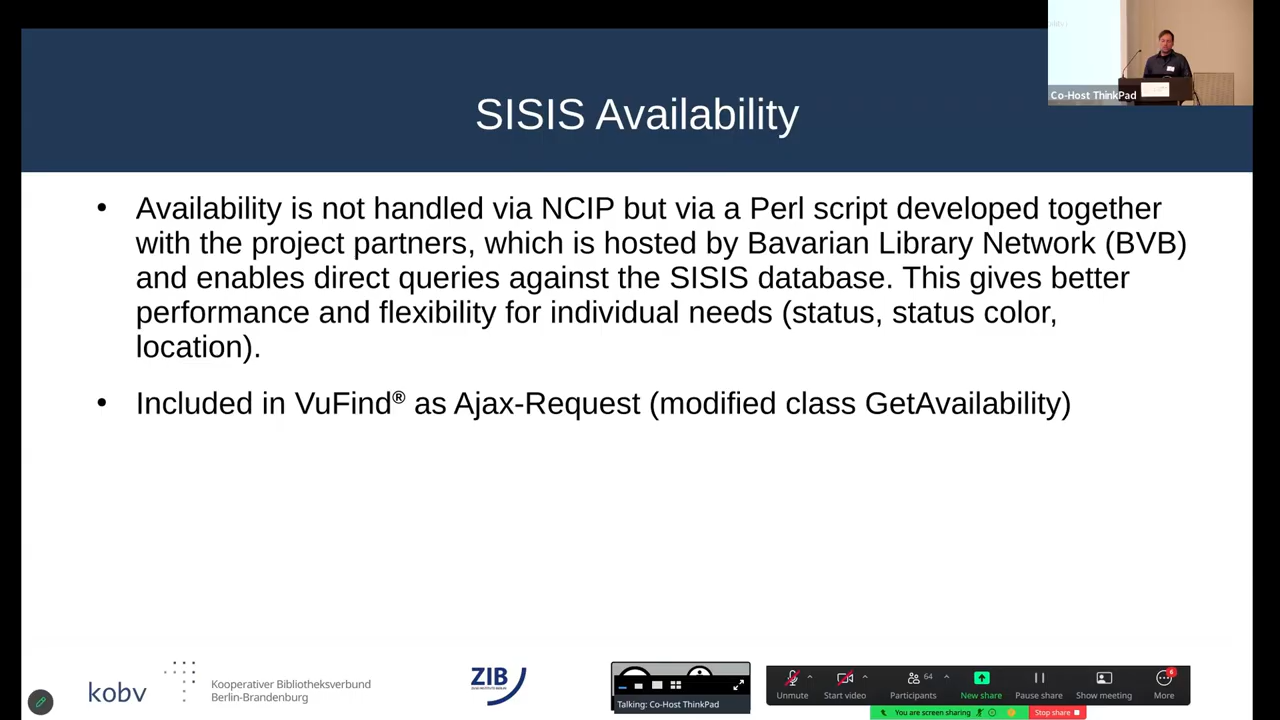 SISIS Availability
Co-Host ThinkPad
• Availability is not handled via NCIP but via a Perl script developed together
with the project partners, which is hosted by Bavarian Library Network (BVB)
and enables direct queries against the SISIS database. This gives better
performance and flexibility for individual needs (status, status color,
location).
• Included in VuFind® as Ajax-Request (modified class GetAvailability)
kobv
Kooperativer Bibliotheksverbund
Berlin-Brandenburg
ZIB
Talking: Co-Host ThinkPad
Unmute
Start video
64
Participants
New share
Pause share
Show meeting
6
More
You are screen sharing
Stop share